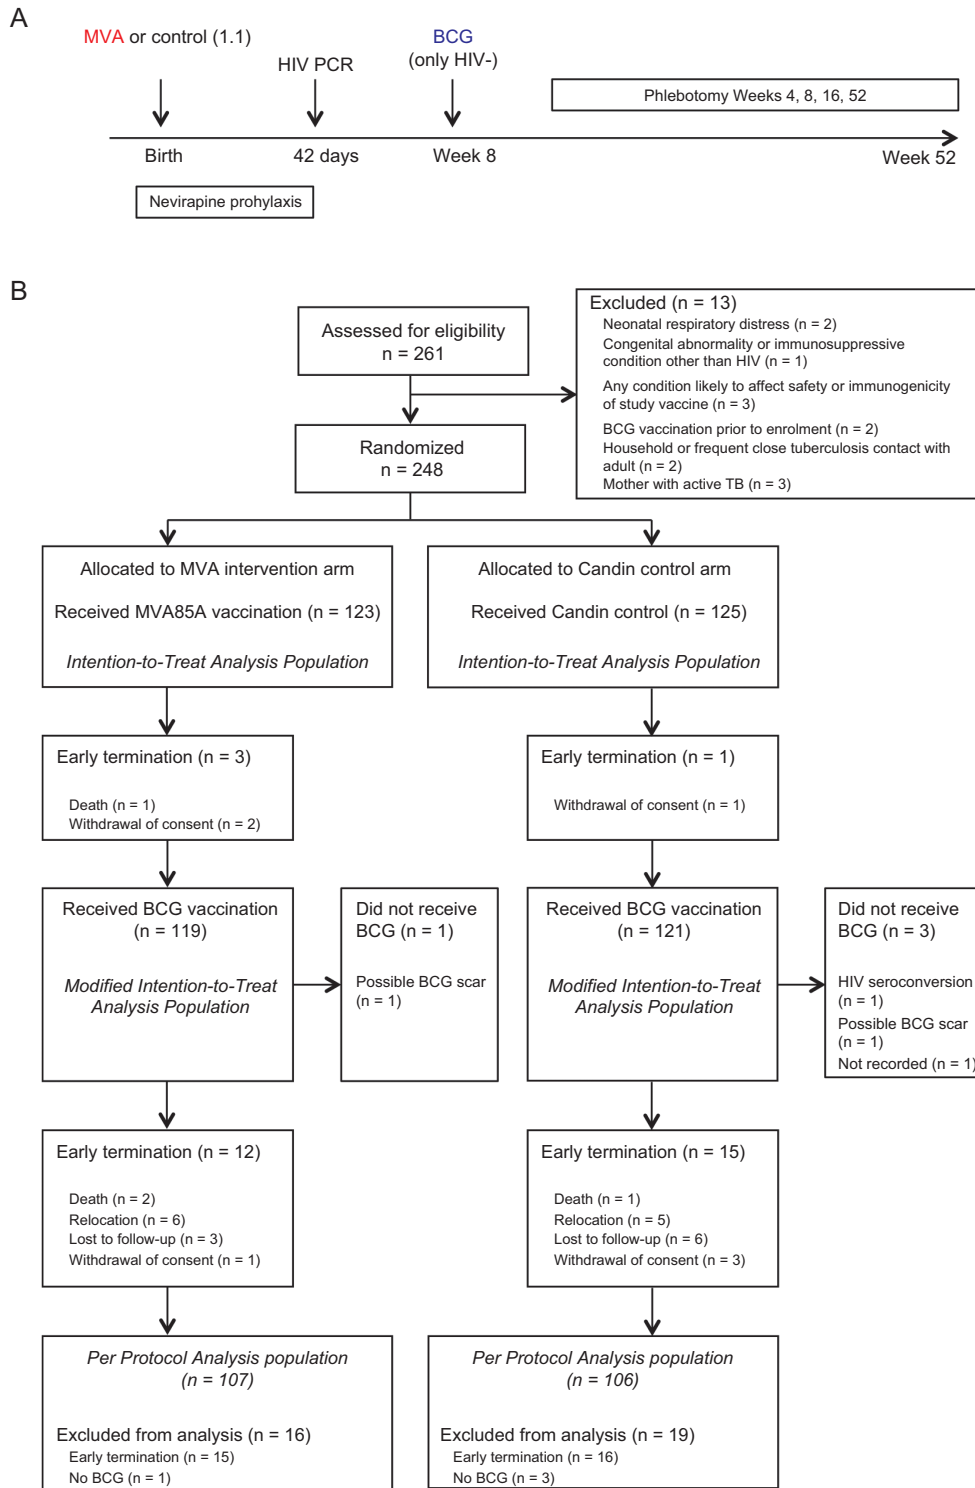 A
MVA or control (1.1)
HIV PCR
BCG
(only HIV-)
Phlebotomy Weeks 4, 8, 16, 52
Birth
42 days
Week 8
Week 52
Nevirapine prohylaxis
B
Assessed for eligibility
n = 261
Excluded (n = 13)
Neonatal respiratory distress (n = 2)
Congenital abnormality or immunosuppressive
condition other than HIV (n = 1)
Any condition likely to affect safety or immunogenicity
of study vaccine (n = 3)
BCG vaccination prior to enrolment (n = 2)
Household or frequent close tuberculosis contact with
adult (n = 2)
Mother with active TB (n = 3)
Randomized
n = 248
Allocated to MVA intervention arm
Received MVA85A vaccination (n = 123)
Intention-to-Treat Analysis Population
Allocated to Candin control arm
Received Candin control (n = 125)
Intention-to-Treat Analysis Population
Early termination (n = 3)
Death (n = 1)
Withdrawal of consent (n = 2)
Early termination (n = 1)
Withdrawal of consent (n = 1)
Received BCG vaccination
(n = 119)
Modified Intention-to-Treat
Analysis Population
Did not receive
BCG (n = 1)
Possible BCG scar
(n = 1)
Received BCG vaccination
(n = 121)
Modified Intention-to-Treat
Analysis Population
Did not receive
BCG (n = 3)
HIV seroconversion
(n = 1)
Possible BCG scar
(n = 1)
Not recorded (n = 1)
Early termination (n = 12)
Death (n = 2)
Relocation (n = 6)
Lost to follow-up (n = 3)
Withdrawal of consent (n = 1)
Early termination (n = 15)
Death (n = 1)
Relocation (n = 5)
Lost to follow-up (n = 6)
Withdrawal of consent (n = 3)
Per Protocol Analysis population
(n = 107)
Excluded from analysis (n = 16)
Early termination (n = 15)
No BCG (n = 1)
Per Protocol Analysis population
(n = 106)
Excluded from analysis (n = 19)
Early termination (n = 16)
No BCG (n = 3)